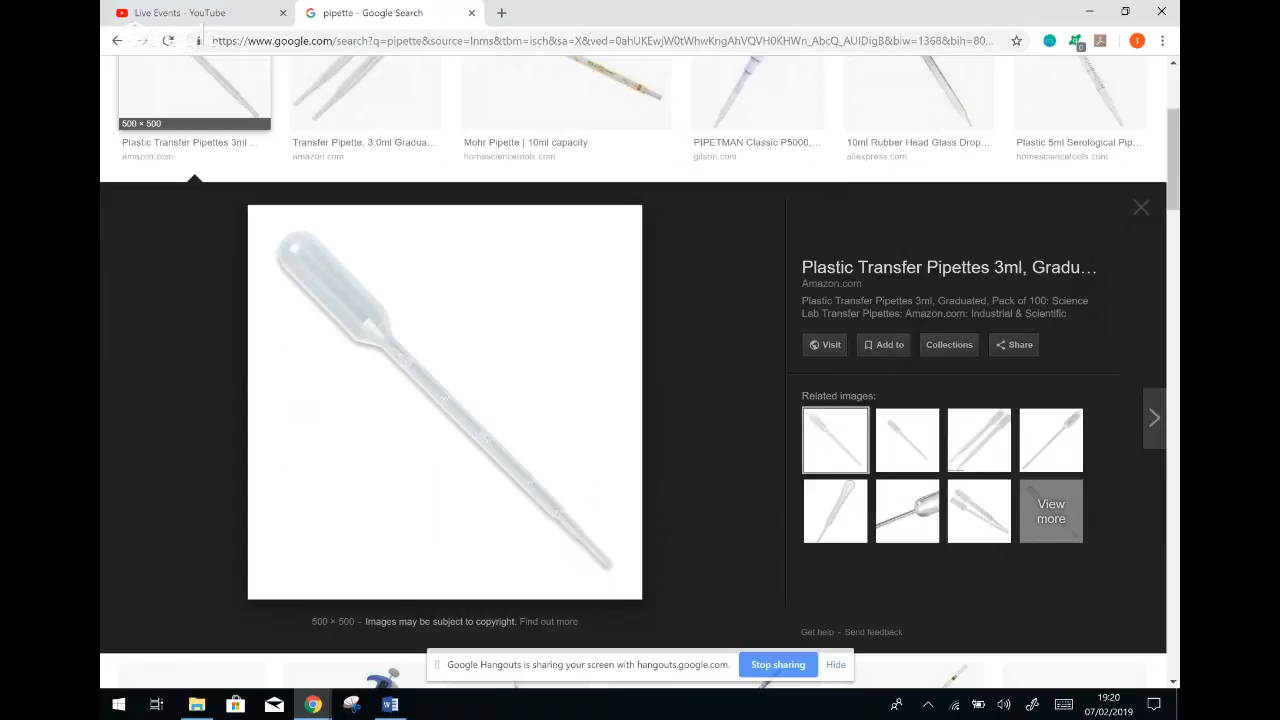 Live Events - YouTube
pipette - Google Search
https://www.google.com/search?q=pipette&source=lnms&tbm=isch&sa=X&ved=0ahUKEwjW0tWhwKngAhVQVH0KHWn_AbcQ_AUIDigB&biw=1368&bih=80...
500 × 500
Plastic Transfer Pipettes 3ml ...
amazon.com
Transfer Pipette, 3.0ml Gradua...
amazon.com
Mohr Pipette | 10ml capacity
homesciencetools.com
PIPETMAN Classic P5000,...
gilson.com
10ml Rubber Head Glass Drop...
aliexpress.com
Plastic 5ml Serological Pip...
homesciencetools.com
Plastic Transfer Pipettes 3ml, Gradu...
Amazon.com
Plastic Transfer Pipettes 3ml, Graduated, Pack of 100: Science
Lab Transfer Pipettes: Amazon.com: Industrial & Scientific
Visit
Add to
Collections
Share
Related images:
View
more
500 × 500 - Images may be subject to copyright. Find out more
Get help - Send feedback
Google Hangouts is sharing your screen with hangouts.google.com.
Stop sharing
Hide
19:20
07/02/2019